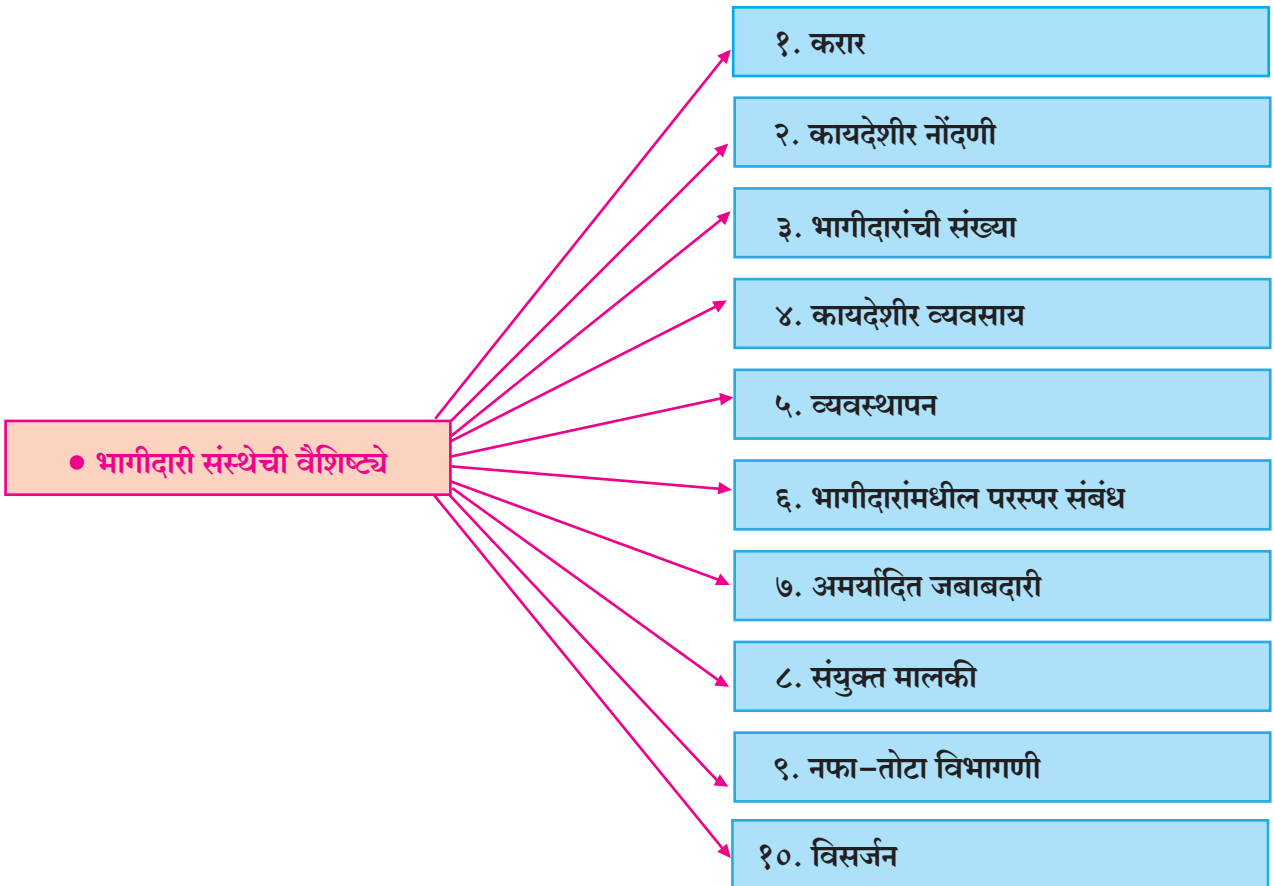 • भागीदारी संस्थेची वैशिष्ट्ये
१. करार
२. कायदेशीर नोंदणी
३. भागीदारांची संख्या
४. कायदेशीर व्यवसाय
५. व्यवस्थापन
६. भागीदारांमधील परस्पर संबंध
७. अमर्यादित जबाबदारी
८. संयुक्त मालकी
९. नफा-तोटा विभागणी
१०. विसर्जन